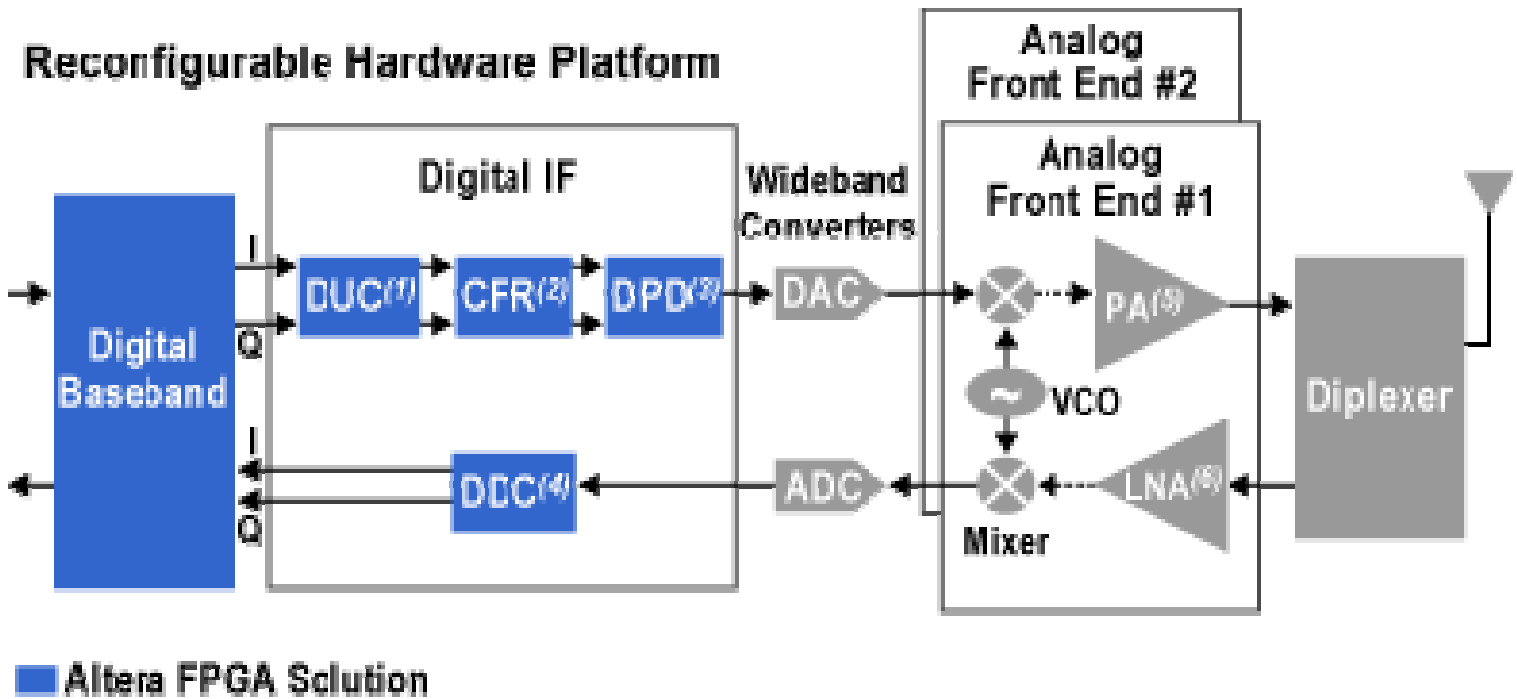 Reconfigurable Hardware Platform
Analog
Front End #2
Analog
Front End #1
Digital IF
Wideband
Converters
I
DUC(1)
CFR(2)
DPD(3)
DAC
PA(5)
Q
Digital
Baseband
VCO
Diplexer
I
DDC(4)
ADC
LNA(6)
Q
Mixer
Altera FPGA Solution